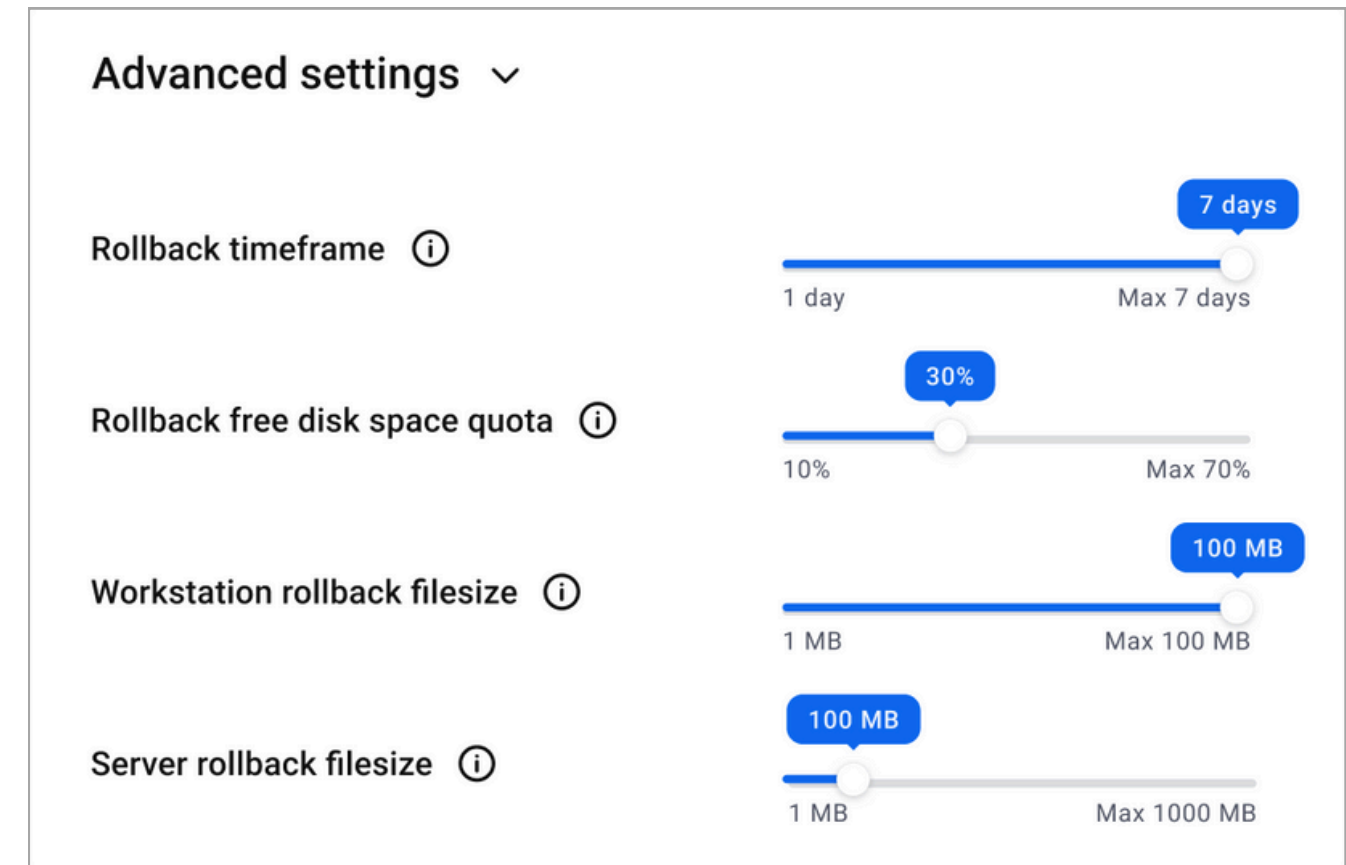 Advanced settings
7 days
Rollback timeframe
1 day Max 7 days
30%
Rollback free disk space quota
10% Max 70%
100 MB
Workstation rollback filesize
1 MB Max 100 MB
100 MB
Server rollback filesize
1 MB Max 1000 MB